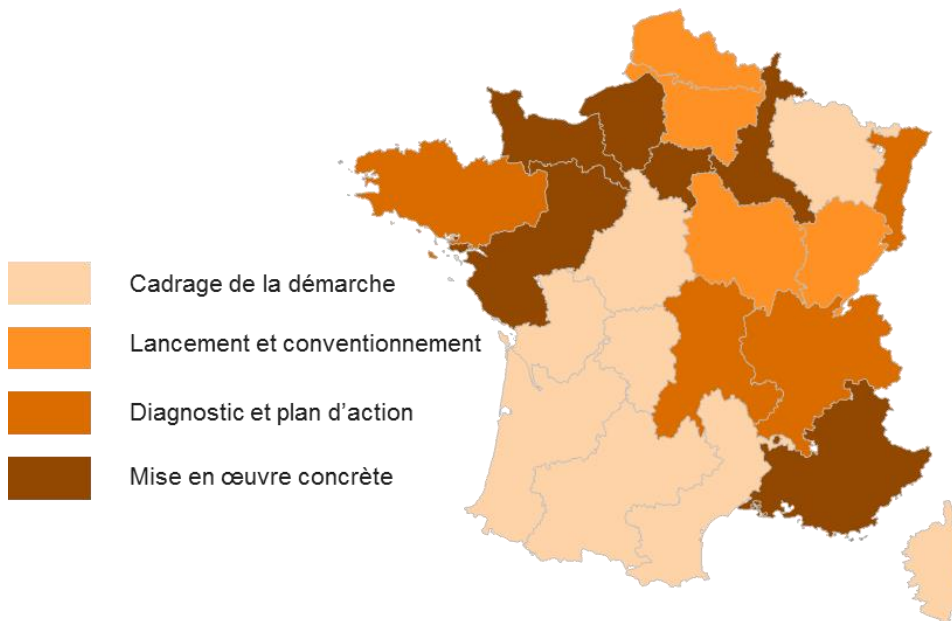 Cadrage de la démarche
Lancement et conventionnement
Diagnostic et plan d'action
Mise en œuvre concrète